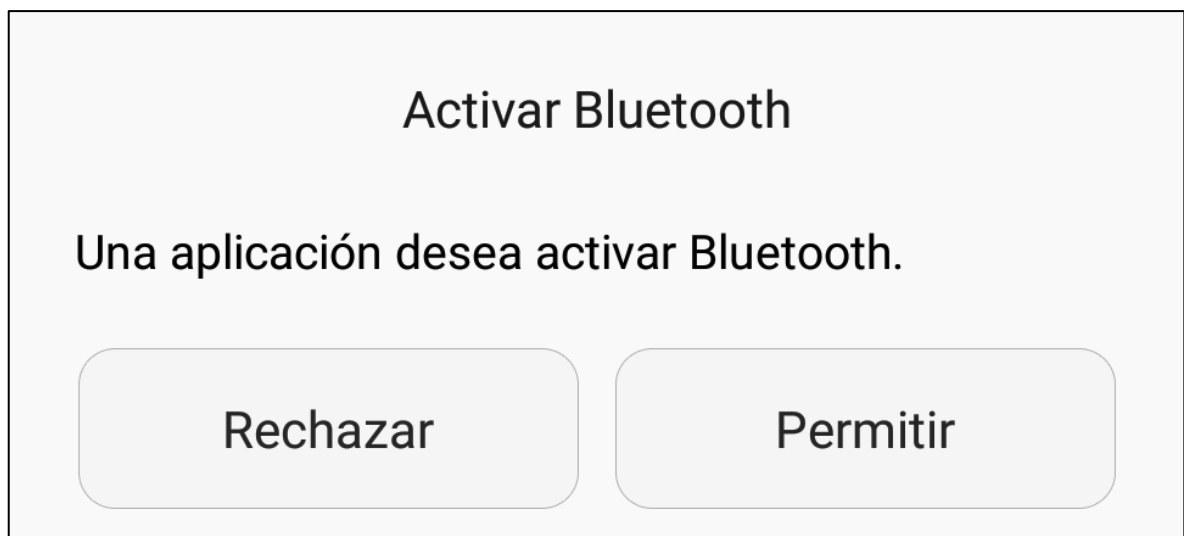 Activar Bluetooth
Una aplicación desea activar Bluetooth.
Rechazar
Permitir